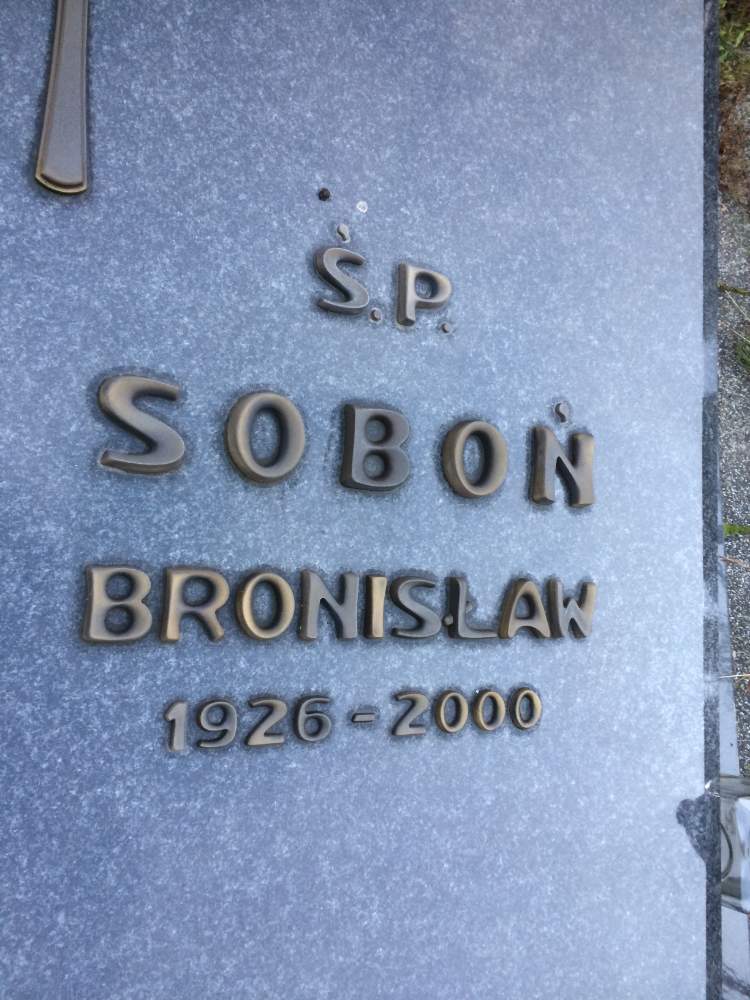 Ś.P.
SOBOŃ
BRONISŁAW
1926-2000